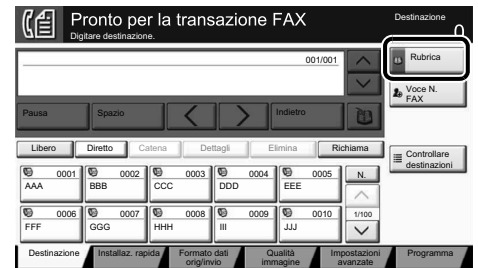 Pronto per la transazione FAX
Digitare destinazione.
Destinazione
0
001/001
Rubrica
Voce N.
FAX
Pausa
Spazio
Indietro
Libero
Diretto
Catena
Dettagli
Elimina
Richiama
Controllare
destinazioni
0001
AAA
0002
BBB
0003
CCC
0004
DDD
0005
EEE
N.
0006
FFF
0007
GGG
0008
HHH
0009
III
0010
JJJ
1/100
Destinazione
Installaz. rapida
Formato dati
orig/invio
Qualità
immagine
Impostazioni
avanzate
Programma